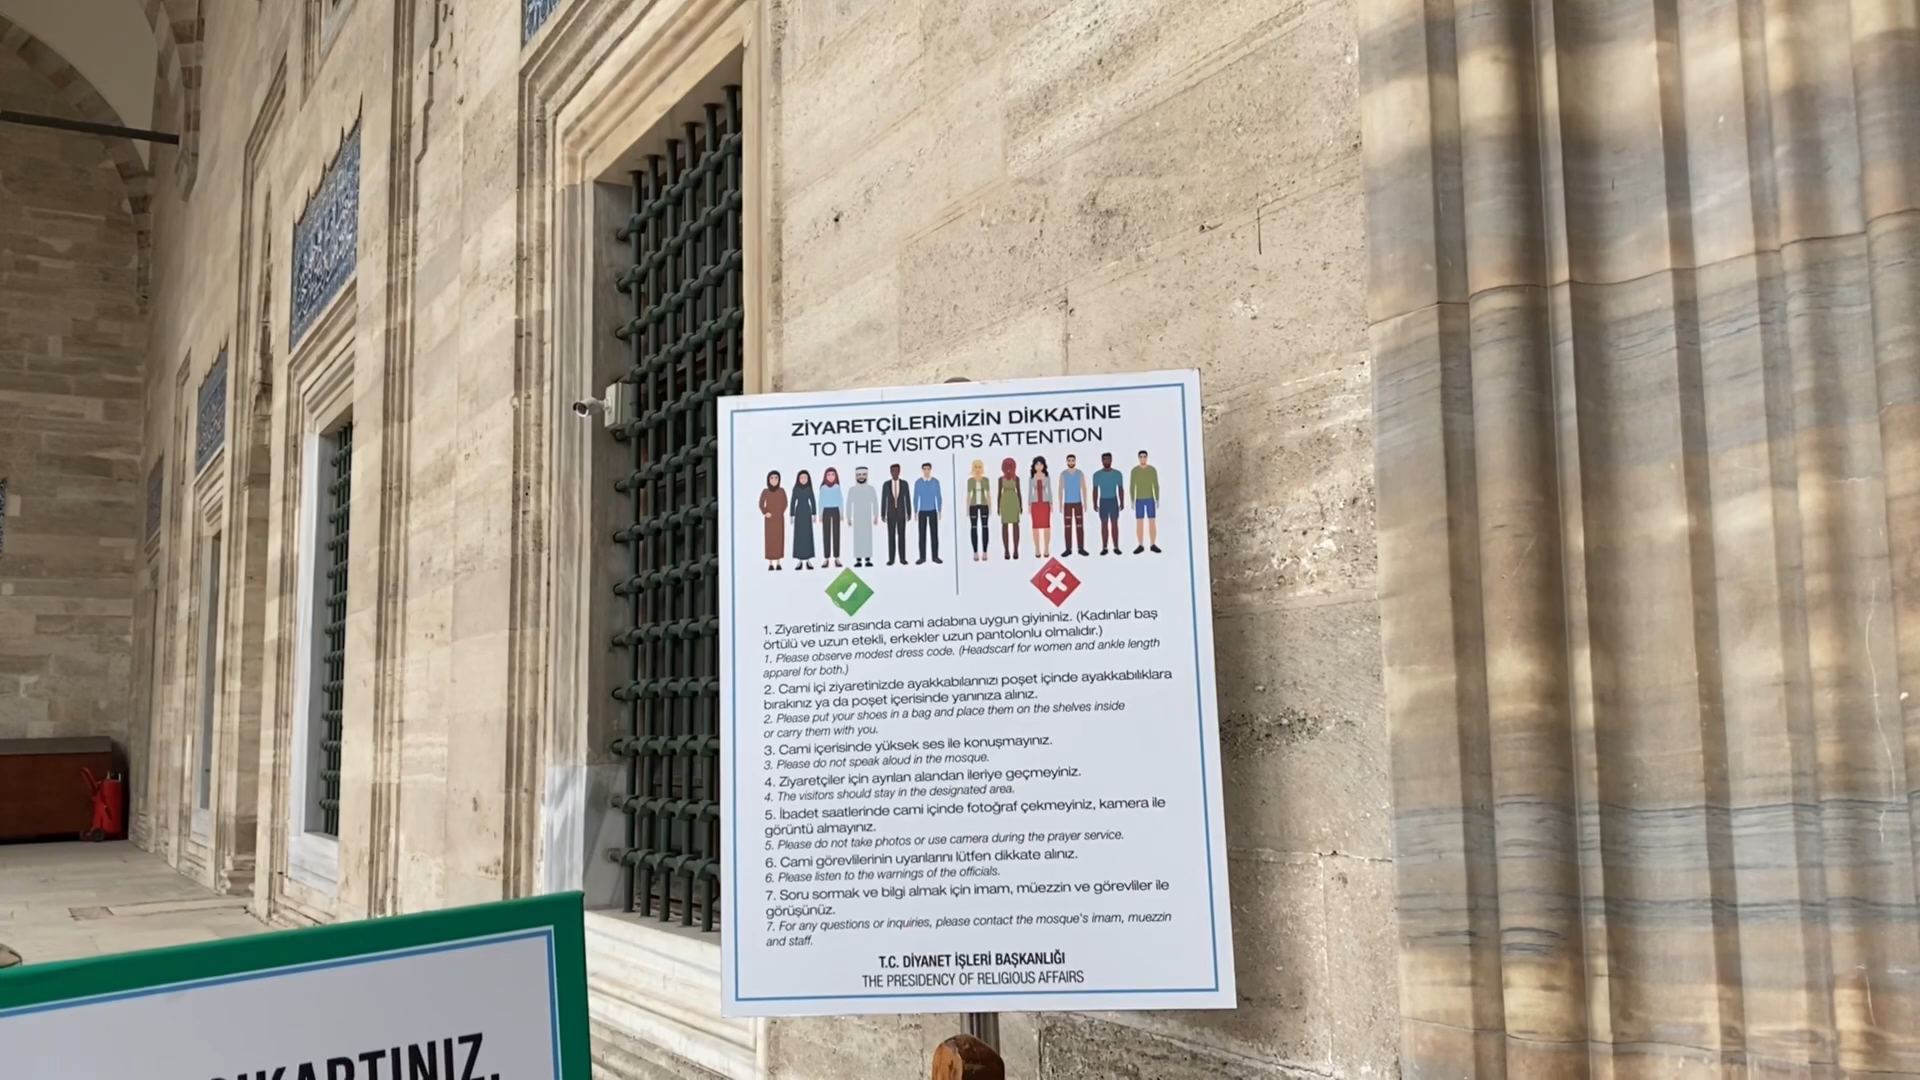 ZİYARETÇİLERİMİZİN DİKKATİNE
TO THE VISITOR'S ATTENTION
1. Ziyaretiniz sırasında cami adabına uygun giyininiz. (Kadınlar baş
örtülü ve uzun etekli, erkekler uzun pantolonlu olmalıdır.)
1. Please observe modest dress code. (Headscarf for women and ankle length
apparel for both.)
2. Cami içi ziyaretinizde ayakkabılarınızı poşet içinde ayakkabılıklara
bırakınız ya da poşet içerisinde yanınıza alınız.
2. Please put your shoes in a bag and place them on the shelves inside
or carry them with you.
3. Cami içerisinde yüksek ses ile konuşmayınız.
3. Please do not speak aloud in the mosque.
4. Ziyaretçiler için ayrılan alandan ileriye geçmeyiniz.
4. The visitors should stay in the designated area.
5. İbadet saatlerinde cami içinde fotoğraf çekmeyiniz, kamera ile
görüntü almayınız.
5. Please do not take photos or use camera during the prayer service.
6. Cami görevlilerinin uyarılarını lütfen dikkate alınız.
6. Please listen to the warnings of the officials.
7. Soru sormak ve bilgi almak için imam, müezzin ve görevliler ile
görüşünüz.
7. For any questions or inquiries, please contact the mosque's imam, muezzin
and staff.
T.C. DİYANET İŞLERİ BAŞKANLIĞI
THE PRESIDENCY OF RELIGIOUS AFFAIRS